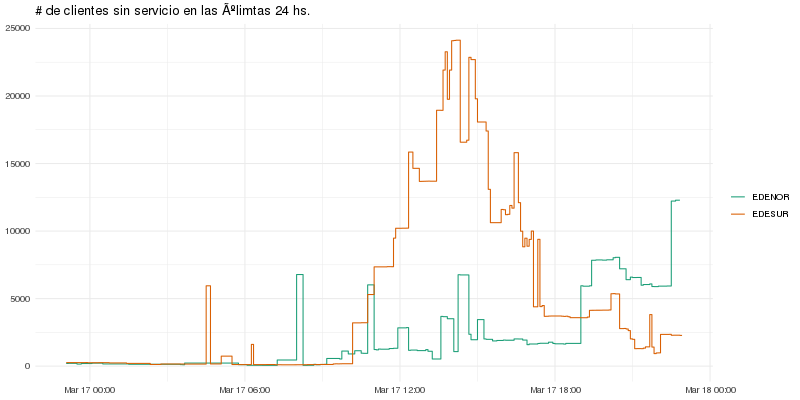 # de clientes sin servicio en las Ãºlimtas 24 hs.
25000
20000
15000
10000
5000
0
Mar 17 00:00
Mar 17 06:00
Mar 17 12:00
Mar 17 18:00
Mar 18 00:00
EDENOR
EDESUR